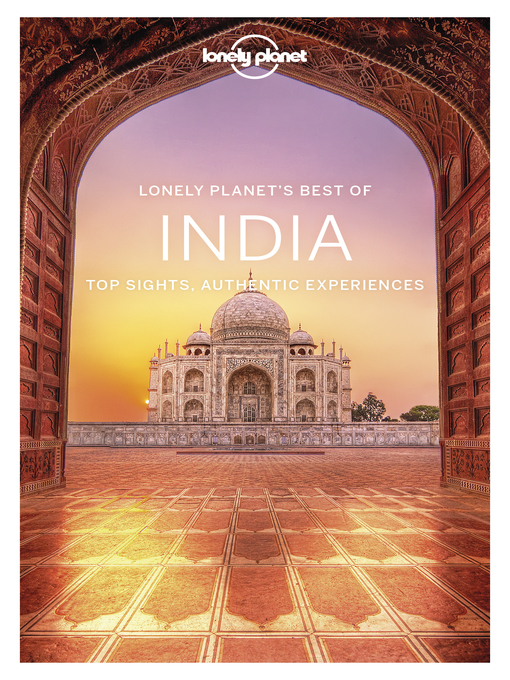 lonely planet
LONELY PLANET'S BEST OF
INDIA
TOP SIGHTS, AUTHENTIC EXPERIENCES